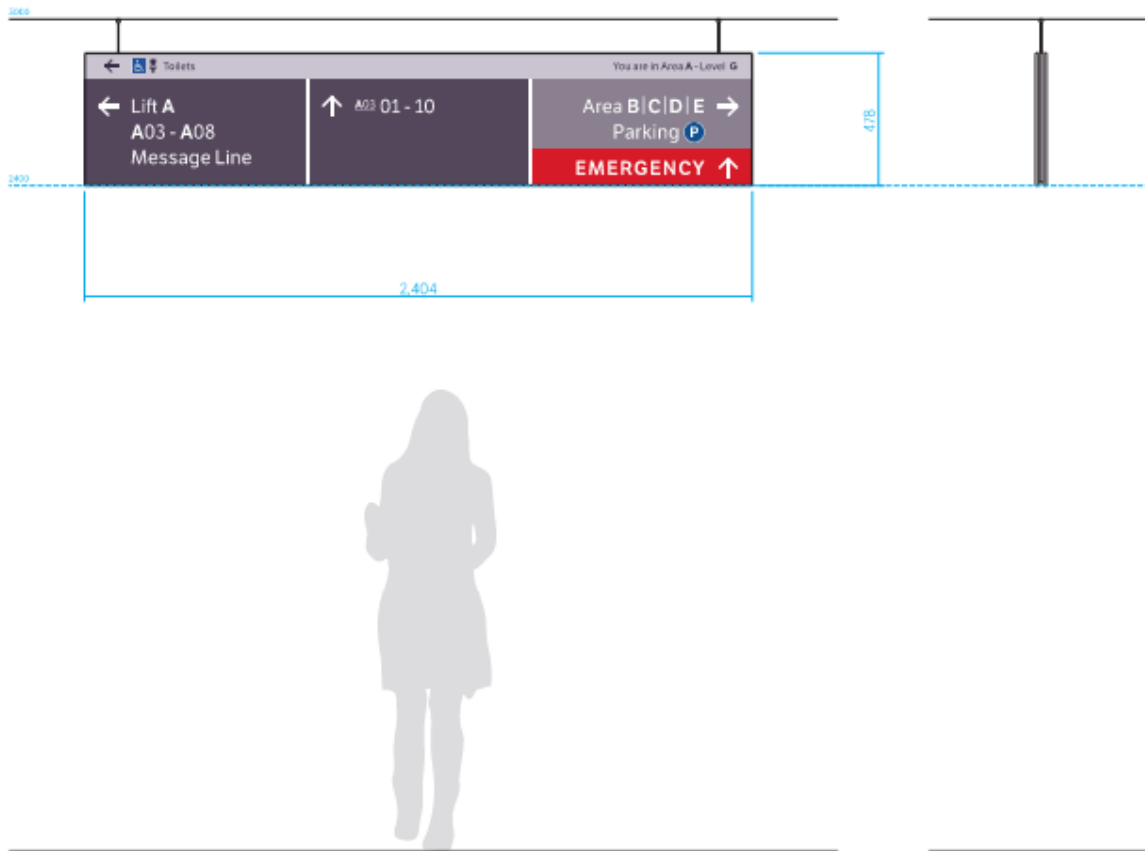 3000
Toilets
You are in Area A - Level G
Lift A
A03 - A08
Message Line
A03 01 - 10
Area B|C|D|E
Parking P
EMERGENCY
478
2400
2,404